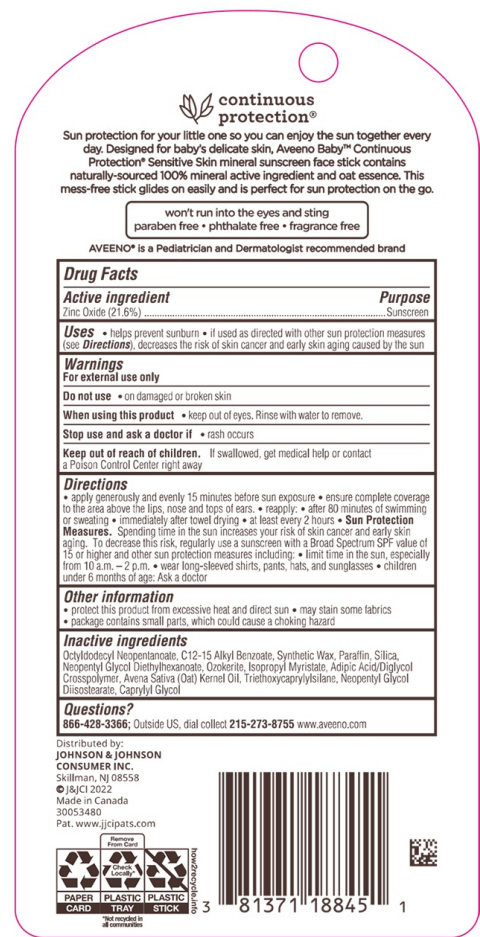 continuous
protection®
Sun protection for your little one so you can enjoy the sun together every
day. Designed for baby's delicate skin, Aveeno Baby™ Continuous
Protection® Sensitive Skin mineral sunscreen face stick contains
naturally-sourced 100% mineral active ingredient and oat essence. This
mess-free stick glides on easily and is perfect for sun protection on the go.
won't run into the eyes and sting
paraben free • phthalate free • fragrance free
AVEENO® is a Pediatrician and Dermatologist recommended brand
Drug Facts
Active ingredient Purpose
Zinc Oxide (21.6%) ........ Sunscreen
Uses • helps prevent sunburn • if used as directed with other sun protection measures
(see Directions), decreases the risk of skin cancer and early skin aging caused by the sun
Warnings
For external use only
Do not use • on damaged or broken skin
When using this product • keep out of eyes. Rinse with water to remove.
Stop use and ask a doctor if • rash occurs
Keep out of reach of children. If swallowed, get medical help or contact
a Poison Control Center right away
Directions
• apply generously and evenly 15 minutes before sun exposure • ensure complete coverage
to the area above the lips, nose and tops of ears. • reapply: • after 80 minutes of swimming
or sweating • immediately after towel drying • at least every 2 hours • Sun Protection
Measures. Spending time in the sun increases your risk of skin cancer and early skin
aging. To decrease this risk, regularly use a sunscreen with a Broad Spectrum SPF value of
15 or higher and other sun protection measures including: • limit time in the sun, especially
from 10 a.m. – 2 p.m. • wear long-sleeved shirts, pants, hats, and sunglasses • children
under 6 months of age: Ask a doctor
Other information
• protect this product from excessive heat and direct sun • may stain some fabrics
• package contains small parts, which could cause a choking hazard
Inactive ingredients
Octyldodecyl Neopentanoate, C12-15 Alkyl Benzoate, Synthetic Wax, Paraffin, Silica,
Neopentyl Glycol Diethylhexanoate, Ozokerite, Isopropyl Myristate, Adipic Acid/Diglycol
Crosspolymer, Avena Sativa (Oat) Kernel Oil, Triethoxycaprylylsilane, Neopentyl Glycol
Diisostearate, Caprylyl Glycol
Questions?
866-428-3366; Outside US, dial collect 215-273-8755 www.aveeno.com
Distributed by:
JOHNSON & JOHNSON
CONSUMER INC.
Skillman, NJ 08558
© J&JCI 2022
Made in Canada
30053480
Pat. www.jjcipats.com
Remove
From Card
Check
Locally*
PAPER
CARD
PLASTIC
TRAY
PLASTIC
STICK
*Not recycled in
all communities
how2recycle.info
3 81371 18845 1